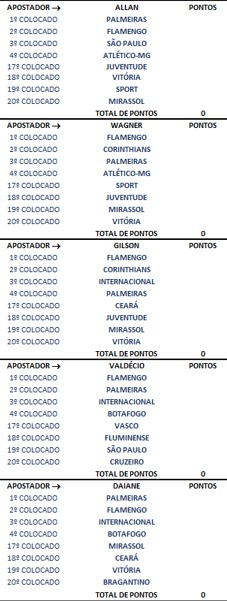 APOSTADOR → ALLAN PONTOS
1º COLOCADO PALMEIRAS
2º COLOCADO FLAMENGO
3º COLOCADO SÃO PAULO
4º COLOCADO ATLÉTICO-MG
17º COLOCADO JUVENTUDE
18º COLOCADO VITÓRIA
19º COLOCADO SPORT
20º COLOCADO MIRASSOL
TOTAL DE PONTOS 0
APOSTADOR → WAGNER PONTOS
1º COLOCADO FLAMENGO
2º COLOCADO CORINTHIANS
3º COLOCADO PALMEIRAS
4º COLOCADO ATLÉTICO-MG
17º COLOCADO SPORT
18º COLOCADO JUVENTUDE
19º COLOCADO MIRASSOL
20º COLOCADO VITÓRIA
TOTAL DE PONTOS 0
APOSTADOR → GILSON PONTOS
1º COLOCADO FLAMENGO
2º COLOCADO CORINTHIANS
3º COLOCADO INTERNACIONAL
4º COLOCADO PALMEIRAS
17º COLOCADO CEARÁ
18º COLOCADO JUVENTUDE
19º COLOCADO MIRASSOL
20º COLOCADO VITÓRIA
TOTAL DE PONTOS 0
APOSTADOR → VALDÉCIO PONTOS
1º COLOCADO FLAMENGO
2º COLOCADO PALMEIRAS
3º COLOCADO INTERNACIONAL
4º COLOCADO BOTAFOGO
17º COLOCADO VASCO
18º COLOCADO FLUMINENSE
19º COLOCADO SÃO PAULO
20º COLOCADO CRUZEIRO
TOTAL DE PONTOS 0
APOSTADOR → DAIANE PONTOS
1º COLOCADO PALMEIRAS
2º COLOCADO FLAMENGO
3º COLOCADO INTERNACIONAL
4º COLOCADO BOTAFOGO
17º COLOCADO MIRASSOL
18º COLOCADO CEARÁ
19º COLOCADO VITÓRIA
20º COLOCADO BRAGANTINO
TOTAL DE PONTOS 0